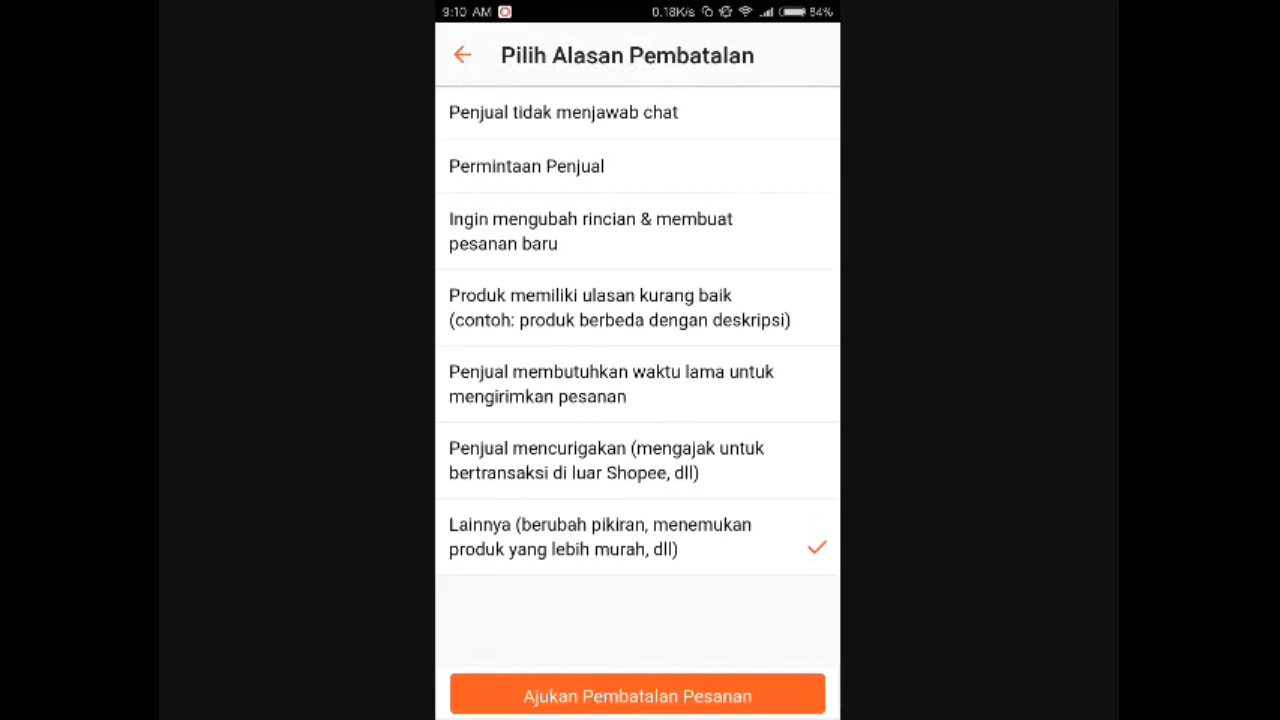 9:10 AM 0.18K/s 84%
Pilih Alasan Pembatalan
Penjual tidak menjawab chat
Permintaan Penjual
Ingin mengubah rincian & membuat
pesanan baru
Produk memiliki ulasan kurang baik
(contoh: produk berbeda dengan deskripsi)
Penjual membutuhkan waktu lama untuk
mengirimkan pesanan
Penjual mencurigakan (mengajak untuk
bertransaksi di luar Shopee, dll)
Lainnya (berubah pikiran, menemukan
produk yang lebih murah, dll)
Ajukan Pembatalan Pesanan